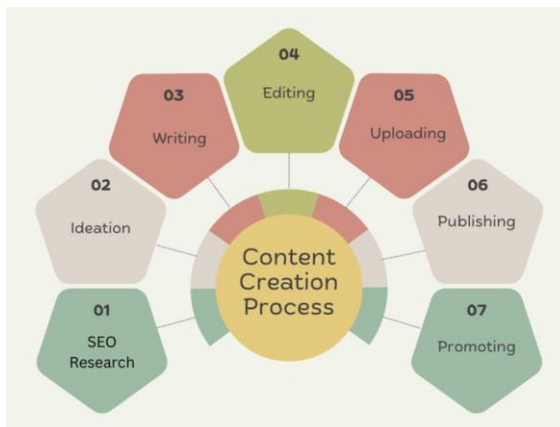 01
SEO
Research
02
Ideation
03
Writing
04
Editing
05
Uploading
06
Publishing
07
Promoting
Content
Creation
Process